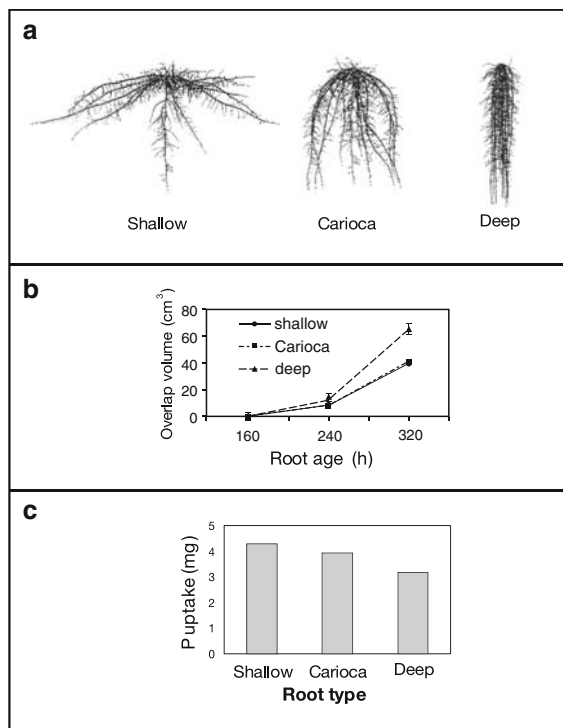 a
Shallow Carioca Deep
b
Overlap volume (cm³)
80
60
40
20
0
shallow
Carioca
deep
160 240 320
Root age (h)
c
Puptake (mg)
5
4
3
2
1
0
Shallow Carioca Deep
Root type